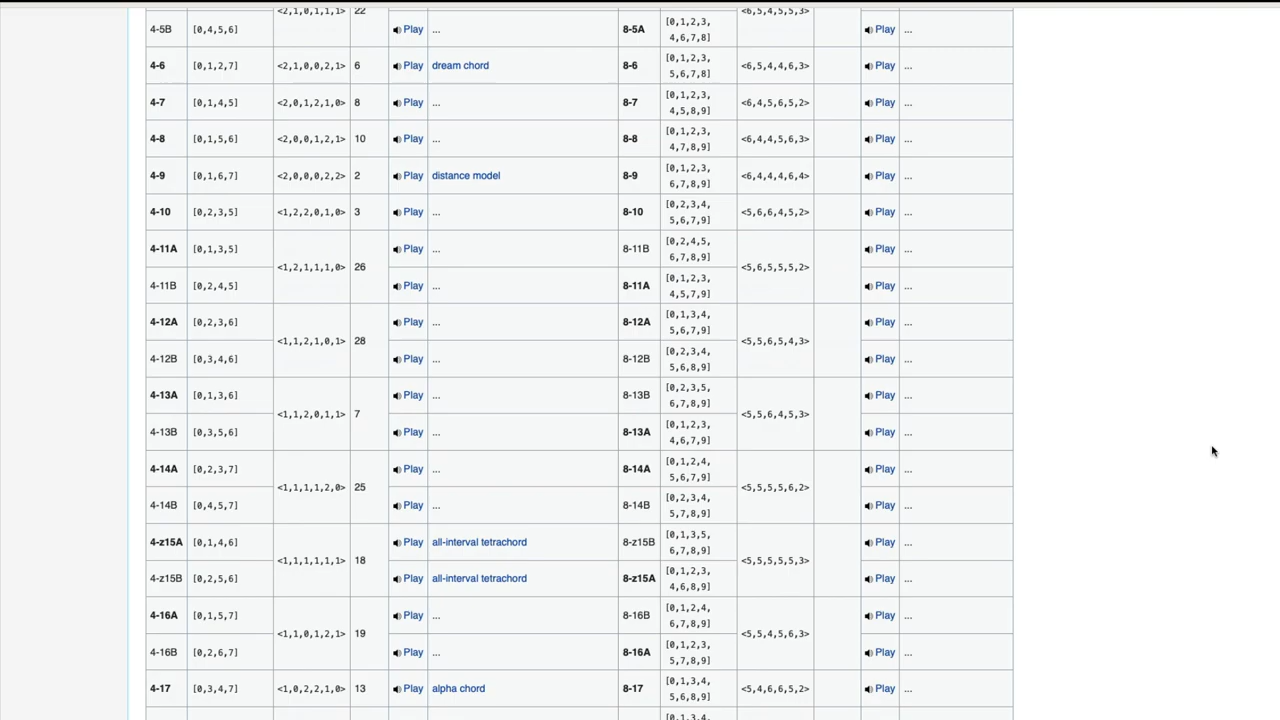 <2,1,0,1,1,1> 22 <6,5,4,5,5,3>
4-5B [0,4,5,6] Play ... 8-5A [0,1,2,3,
4,6,7,8] Play ...
4-6 [0,1,2,7] <2,1,0,0,2,1> 6 Play dream chord 8-6 [0,1,2,3,
5,6,7,8] <6,5,4,4,6,3> Play ...
4-7 [0,1,4,5] <2,0,1,2,1,0> 8 Play ... 8-7 [0,1,2,3,
4,5,8,9] <6,4,5,6,5,2> Play ...
4-8 [0,1,5,6] <2,0,0,1,2,1> 10 Play ... 8-8 [0,1,2,3,
4,7,8,9] <6,4,4,5,6,3> Play ...
4-9 [0,1,6,7] <2,0,0,0,2,2> 2 Play distance model 8-9 [0,1,2,3,
6,7,8,9] <6,4,4,4,6,4> Play ...
4-10 [0,2,3,5] <1,2,2,0,1,0> 3 Play ... 8-10 [0,2,3,4,
5,6,7,9] <5,6,6,4,5,2> Play ...
4-11A [0,1,3,5] <1,2,1,1,1,0> 26 Play ... 8-11B [0,2,4,5,
6,7,8,9] <5,6,5,5,5,2> Play ...
4-11B [0,2,4,5] Play ... 8-11A [0,1,2,3,
4,5,7,9] Play ...
4-12A [0,2,3,6] <1,1,2,1,0,1> 28 Play ... 8-12A [0,1,3,4,
5,6,7,9] <5,5,6,5,4,3> Play ...
4-12B [0,3,4,6] Play ... 8-12B [0,2,3,4,
5,6,8,9] Play ...
4-13A [0,1,3,6] <1,1,2,0,1,1> 7 Play ... 8-13B [0,2,3,5,
6,7,8,9] <5,5,6,4,5,3> Play ...
4-13B [0,3,5,6] Play ... 8-13A [0,1,2,3,
4,6,7,9] Play ...
4-14A [0,2,3,7] <1,1,1,1,2,0> 25 Play ... 8-14A [0,1,2,4,
5,6,7,9] <5,5,5,5,6,2> Play ...
4-14B [0,4,5,7] Play ... 8-14B [0,2,3,4,
5,7,8,9] Play ...
4-z15A [0,1,4,6] <1,1,1,1,1,1> 18 Play all-interval tetrachord 8-z15B [0,1,3,5,
6,7,8,9] <5,5,5,5,5,3> Play ...
4-z15B [0,2,5,6] Play all-interval tetrachord 8-z15A [0,1,2,3,
4,6,8,9] Play ...
4-16A [0,1,5,7] <1,1,0,1,2,1> 19 Play ... 8-16B [0,1,2,4,
6,7,8,9] <5,5,4,5,6,3> Play ...
4-16B [0,2,6,7] Play ... 8-16A [0,1,2,3,
5,7,8,9] Play ...
4-17 [0,3,4,7] <1,0,2,2,1,0> 13 Play alpha chord 8-17 [0,1,3,4,
5,6,8,9] <5,4,6,6,5,2> Play ...
[0,1,3,4,